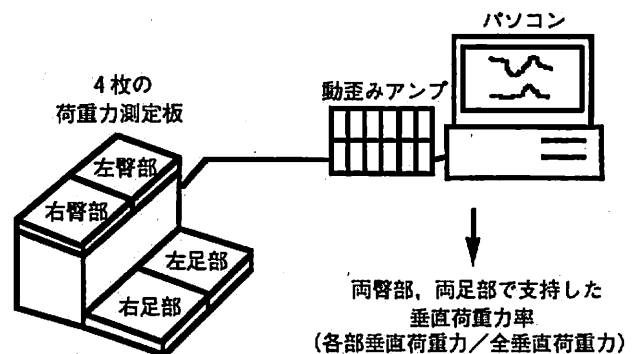 パソコン
4枚の
荷重力測定板
動歪みアンプ
左臀部
右臀部
左足部
右足部
両臀部，両足部で支持した
垂直荷重力率
（各部垂直荷重力／全垂直荷重力）